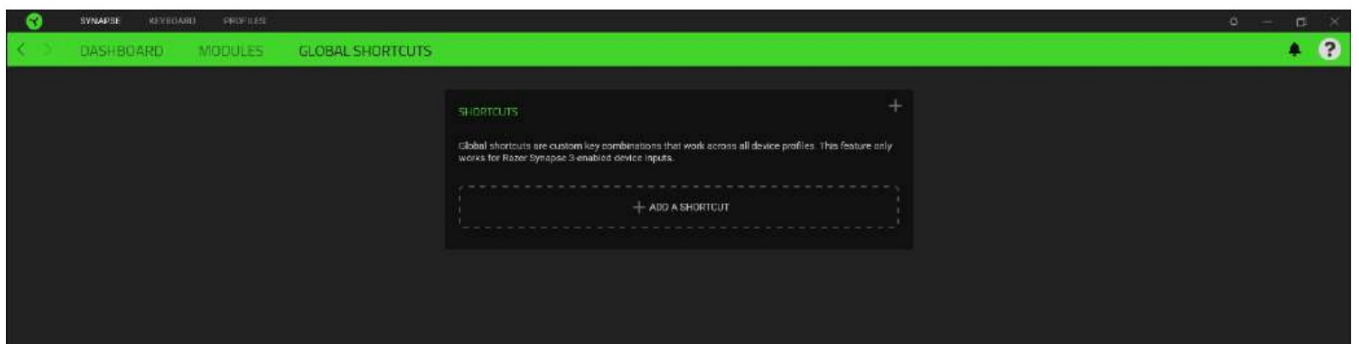 SYNAPSE KEYBOARD PROFILES
DASHBOARD MODULES GLOBAL SHORTCUTS
?
SHORTCUTS
Global shortcuts are custom key combinations that work across all device profiles. This feature only
works for Razer Synapse 3-enabled device inputs.
ADD A SHORTCUT